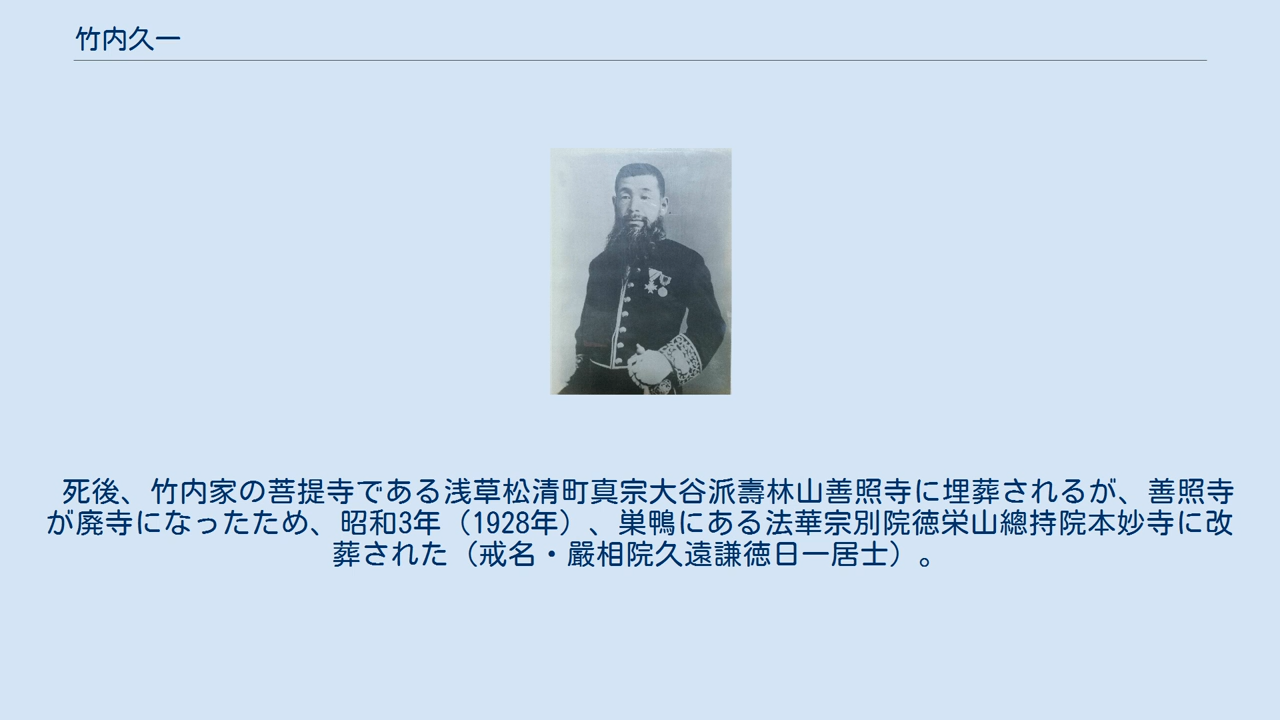 竹内久一
死後、竹内家の菩提寺である浅草松清町真宗大谷派壽林山善照寺に埋葬されるが、善照寺
が廃寺になったため、昭和3年（1928年）、巣鴨にある法華宗別院徳栄山總持院本妙寺に改
葬された（戒名・嚴相院久遠謙徳日一居士）。